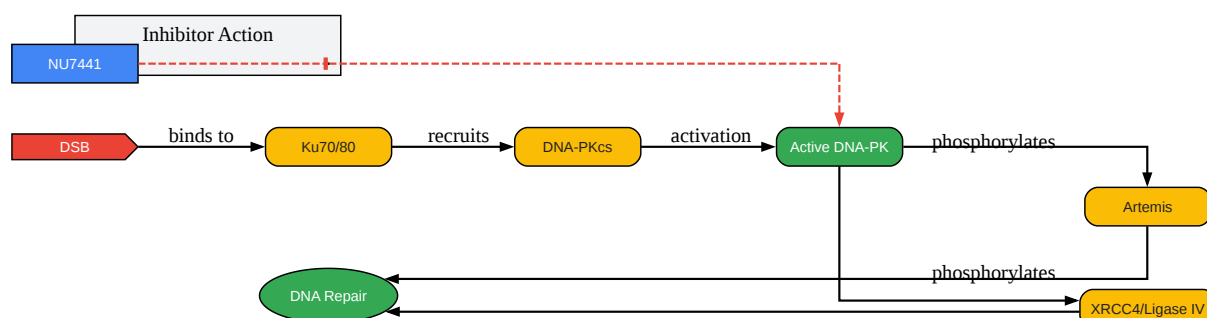 Inhibitor Action
NU7441
DSB
binds to
Ku70/80
recruits
DNA-PKcs
activation
Active DNA-PK
phosphorylates
Artemis
phosphorylates
DNA Repair
XRCC4/Ligase IV